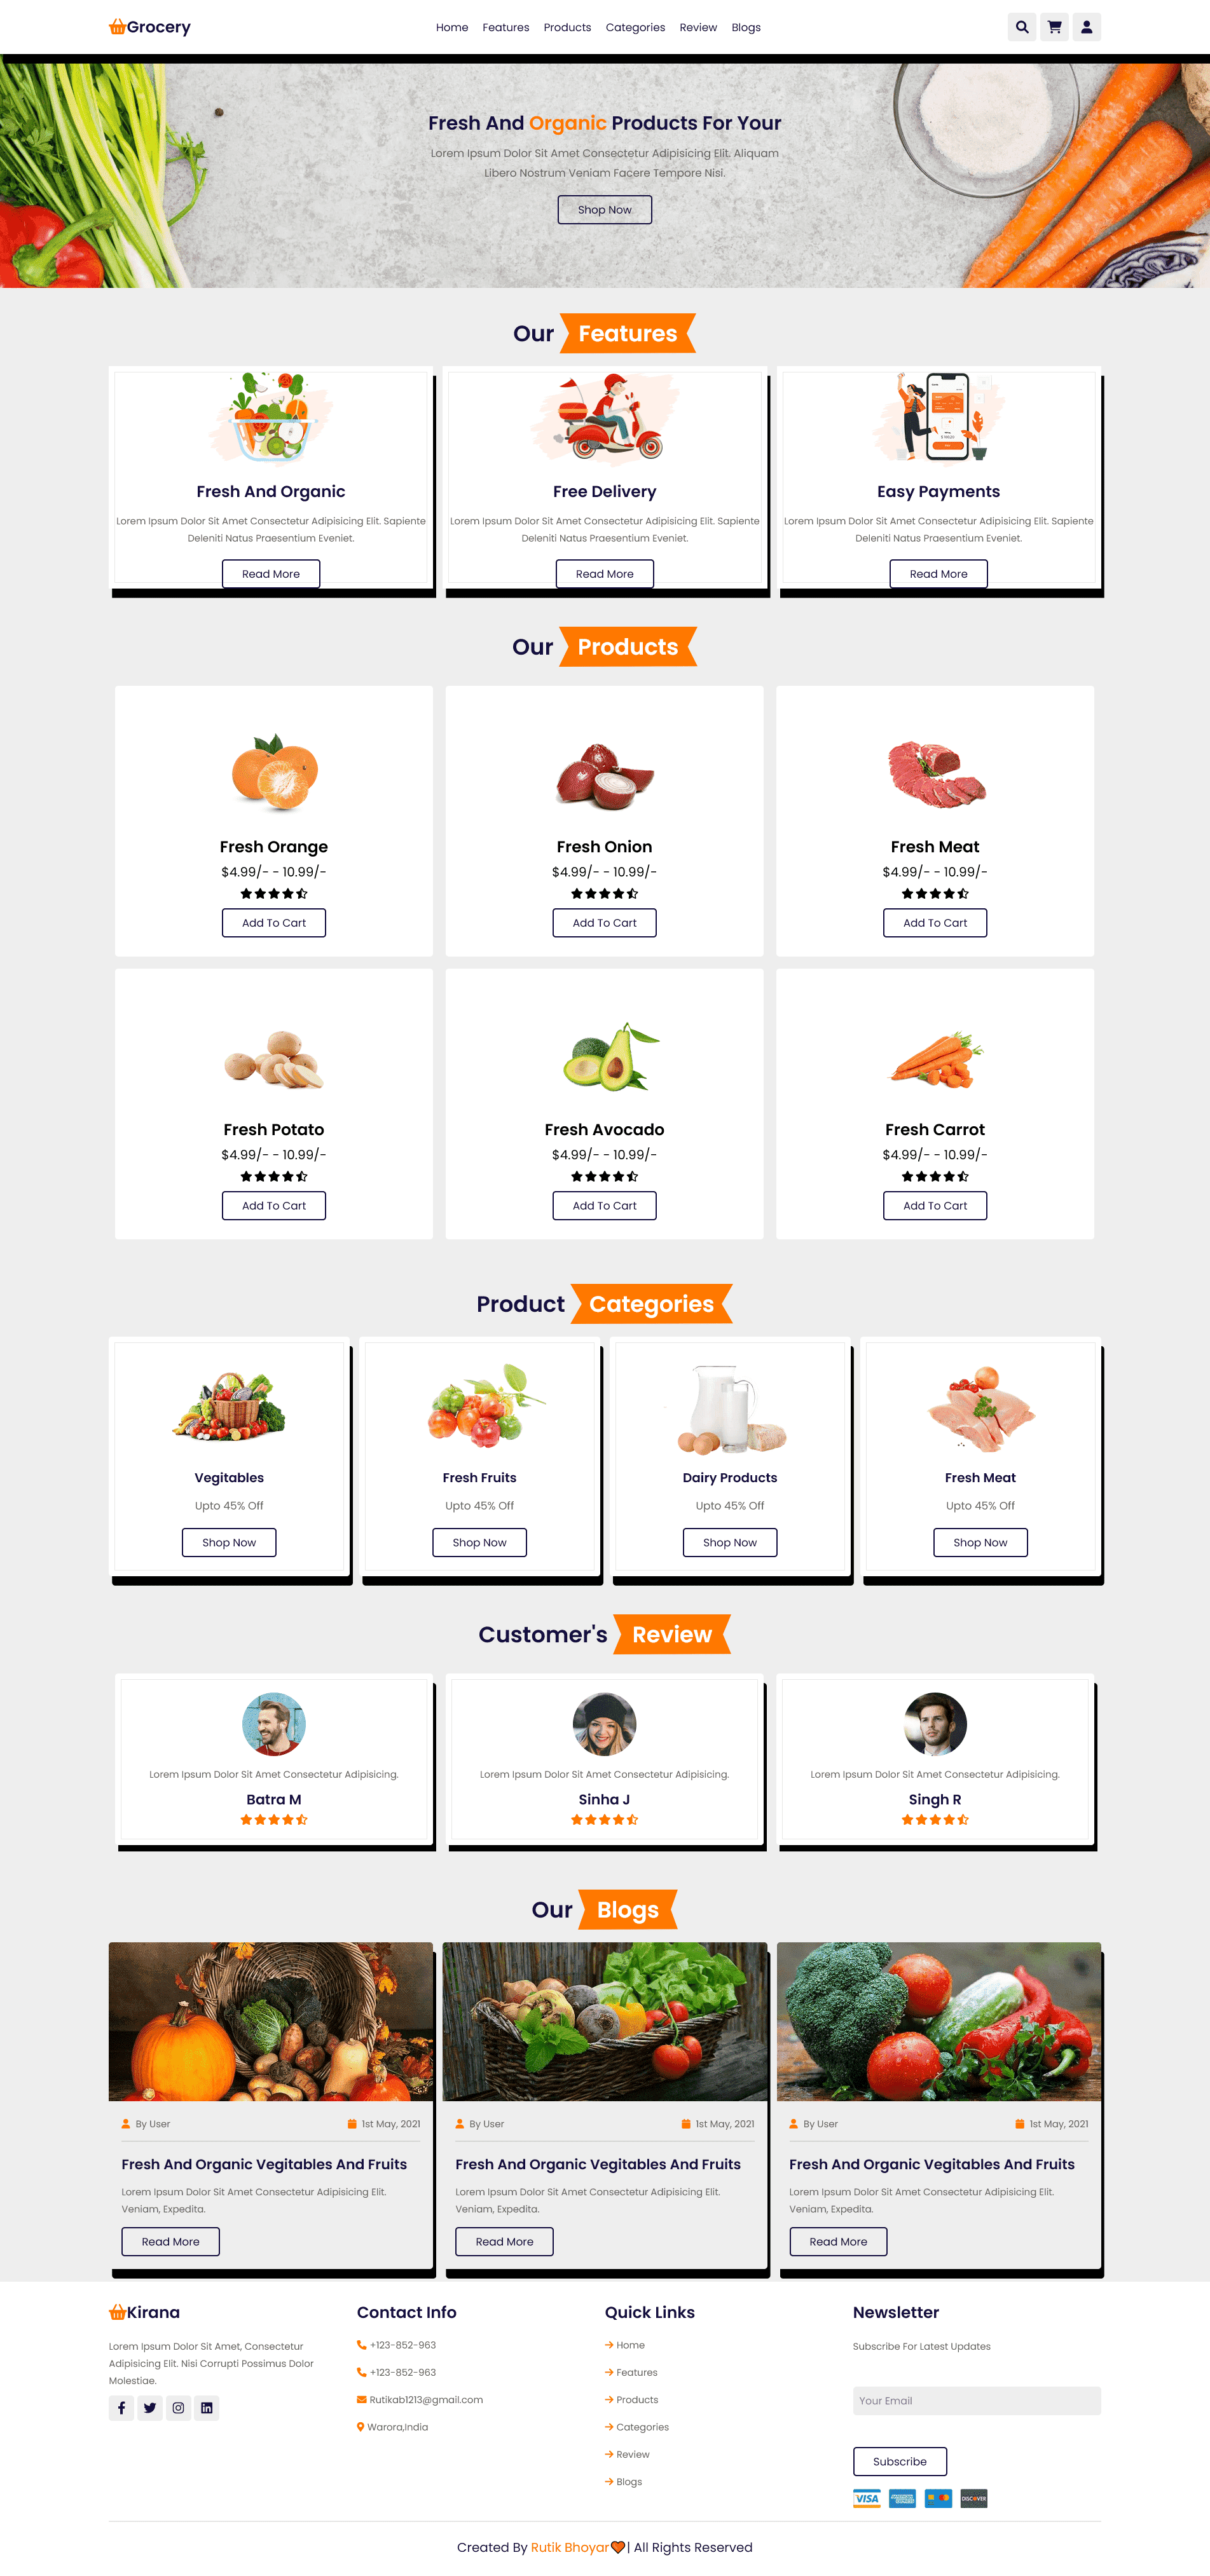 Grocery
Home Features Products Categories Review Blogs
Fresh And Organic Products For Your
Lorem Ipsum Dolor Sit Amet Consectetur Adipisicing Elit. Aliquam
Libero Nostrum Veniam Facere Tempore Nisi.
Shop Now
Our Features
Fresh And Organic
Lorem Ipsum Dolor Sit Amet Consectetur Adipisicing Elit. Sapiente
Deleniti Natus Praesentium Eveniet.
Read More
Free Delivery
Lorem Ipsum Dolor Sit Amet Consectetur Adipisicing Elit. Sapiente
Deleniti Natus Praesentium Eveniet.
Read More
Easy Payments
Lorem Ipsum Dolor Sit Amet Consectetur Adipisicing Elit. Sapiente
Deleniti Natus Praesentium Eveniet.
Read More
Our Products
Fresh Orange
$4.99/- - 10.99/-
Add To Cart
Fresh Onion
$4.99/- - 10.99/-
Add To Cart
Fresh Meat
$4.99/- - 10.99/-
Add To Cart
Fresh Potato
$4.99/- - 10.99/-
Add To Cart
Fresh Avocado
$4.99/- - 10.99/-
Add To Cart
Fresh Carrot
$4.99/- - 10.99/-
Add To Cart
Product Categories
Vegitables
Upto 45% Off
Shop Now
Fresh Fruits
Upto 45% Off
Shop Now
Dairy Products
Upto 45% Off
Shop Now
Fresh Meat
Upto 45% Off
Shop Now
Customer's Review
Lorem Ipsum Dolor Sit Amet Consectetur Adipisicing.
Batra M
Lorem Ipsum Dolor Sit Amet Consectetur Adipisicing.
Sinha J
Lorem Ipsum Dolor Sit Amet Consectetur Adipisicing.
Singh R
Our Blogs
By User 1st May, 2021
Fresh And Organic Vegitables And Fruits
Lorem Ipsum Dolor Sit Amet Consectetur Adipisicing Elit.
Veniam, Expedita.
Read More
By User 1st May, 2021
Fresh And Organic Vegitables And Fruits
Lorem Ipsum Dolor Sit Amet Consectetur Adipisicing Elit.
Veniam, Expedita.
Read More
By User 1st May, 2021
Fresh And Organic Vegitables And Fruits
Lorem Ipsum Dolor Sit Amet Consectetur Adipisicing Elit.
Veniam, Expedita.
Read More
Kirana
Lorem Ipsum Dolor Sit Amet, Consectetur
Adipisicing Elit. Nisi Corrupti Possimus Dolor
Molestiae.
Contact Info
+123-852-963
+123-852-963
Rutikab1213@gmail.com
Warora,India
Quick Links
Home
Features
Products
Categories
Review
Blogs
Newsletter
Subscribe For Latest Updates
Your Email
Subscribe
VISA
DISCOVER
Created By Rutik Bhoyar | All Rights Reserved